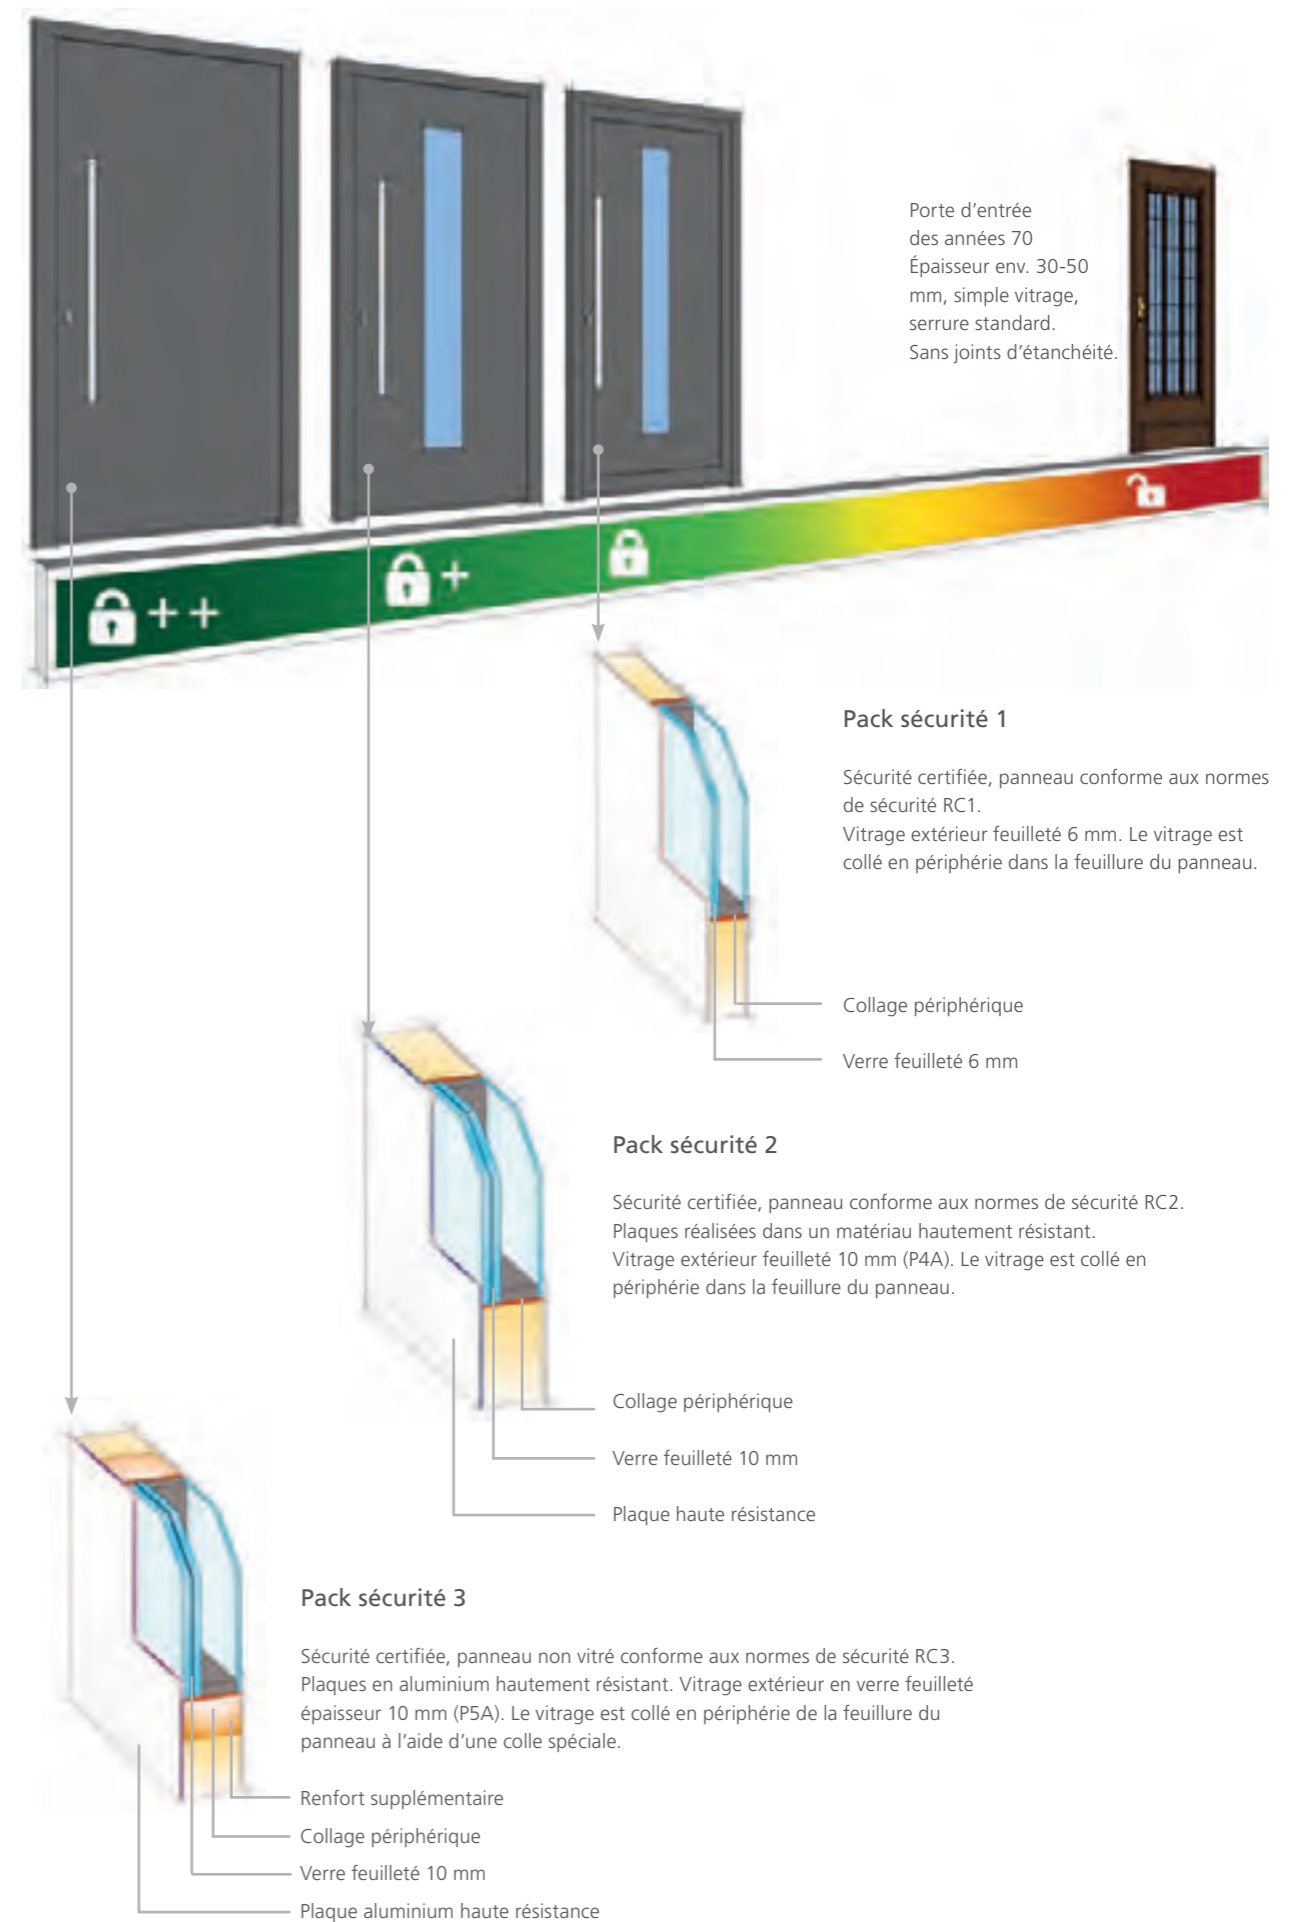 Porte d’entrée
des années 70
Épaisseur env. 30-50
mm, simple vitrage,
serrure standard.
Sans joints d’étanchéité.
++
+
Pack sécurité 1
Sécurité certifiée, panneau conforme aux normes
de sécurité RC1.
Vitrage extérieur feuilleté 6 mm. Le vitrage est
collé en périphérie dans la feuillure du panneau.
Collage périphérique
Verre feuilleté 6 mm
Pack sécurité 2
Sécurité certifiée, panneau conforme aux normes de sécurité RC2.
Plaques réalisées dans un matériau hautement résistant.
Vitrage extérieur feuilleté 10 mm (P4A). Le vitrage est collé en
périphérie dans la feuillure du panneau.
Collage périphérique
Verre feuilleté 10 mm
Plaque haute résistance
Pack sécurité 3
Sécurité certifiée, panneau non vitré conforme aux normes de sécurité RC3.
Plaques en aluminium hautement résistant. Vitrage extérieur en verre feuilleté
épaisseur 10 mm (P5A). Le vitrage est collé en périphérie de la feuillure du
panneau à l’aide d’une colle spéciale.
Renfort supplémentaire
Collage périphérique
Verre feuilleté 10 mm
Plaque aluminium haute résistance